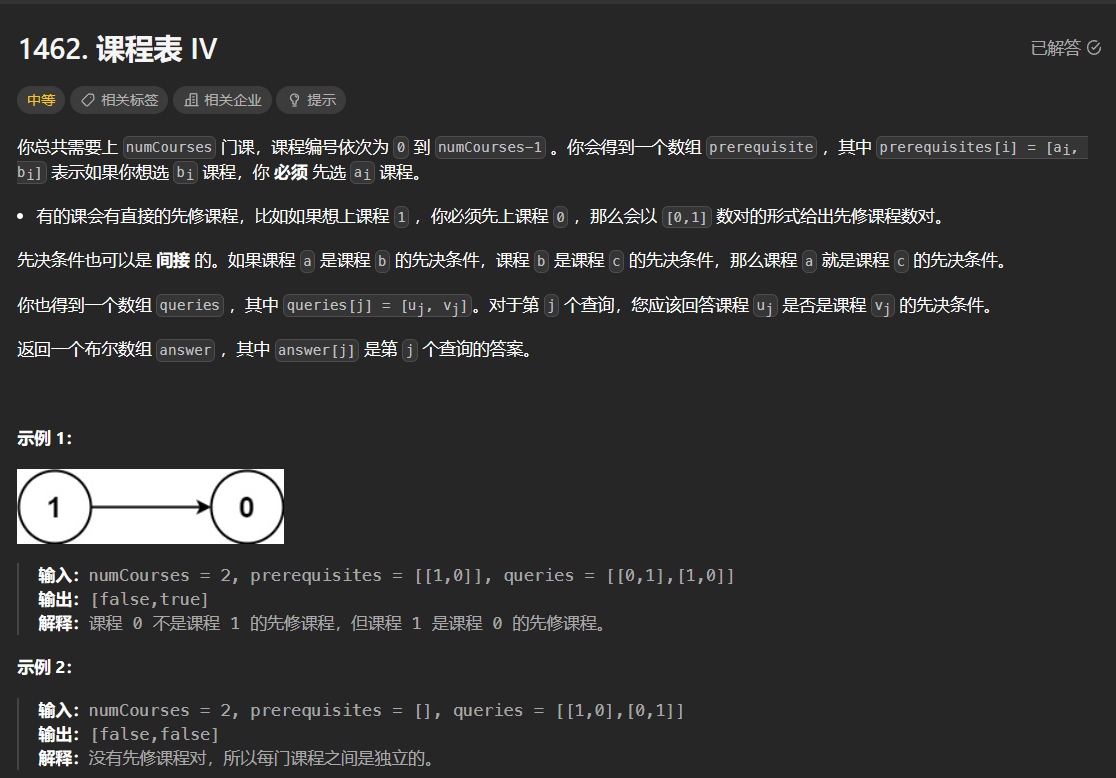 1462. 课程表 IV
已解答
中等 相关标签 相关企业 提示
你总共需要上 numCourses 门课，课程编号依次为 0 到 numCourses-1 。你会得到一个数组 prerequisite ，其中 prerequisites[i] = [ai,
bi] 表示如果你想选 bi 课程，你 必须 先选 ai 课程。
• 有的课会有直接的先修课程，比如如果想上课程 1 ，你必须先上课程 0 ，那么会以 [0,1] 数对的形式给出先修课程数对。
先决条件也可以是 间接 的。如果课程 a 是课程 b 的先决条件，课程 b 是课程 c 的先决条件，那么课程 a 就是课程 c 的先决条件。
你也得到一个数组 queries ，其中 queries[j] = [uj, vj]。对于第 j 个查询，您应该回答课程 uj 是否是课程 vj 的先决条件。
返回一个布尔数组 answer ，其中 answer[j] 是第 j 个查询的答案。
示例 1：
1 0
输入：numCourses = 2, prerequisites = [[1,0]], queries = [[0,1],[1,0]]
输出：[false,true]
解释：课程 0 不是课程 1 的先修课程，但课程 1 是课程 0 的先修课程。
示例 2：
输入：numCourses = 2, prerequisites = [], queries = [[1,0],[0,1]]
输出：[false,false]
解释：没有先修课程对，所以每门课程之间是独立的。